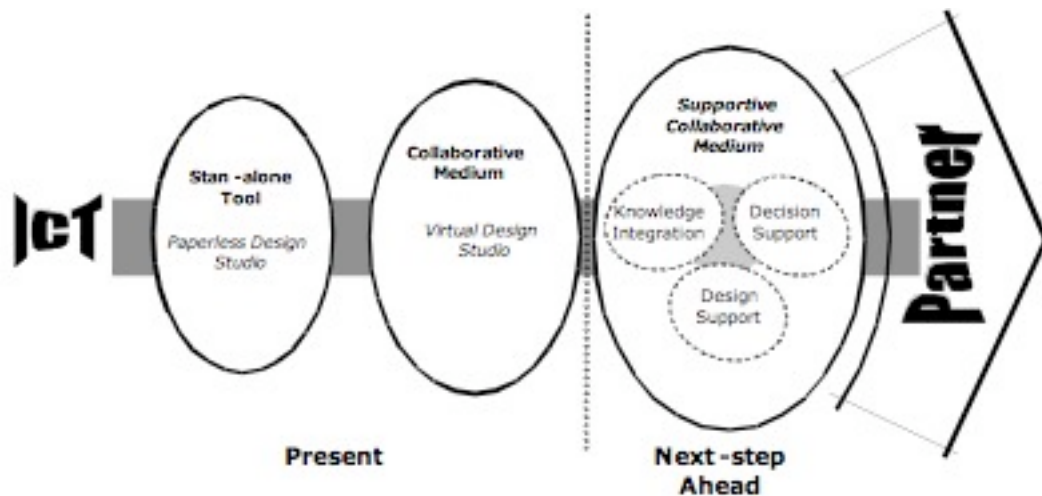 IcT
Stan -alone
Tool
Paperless Design
Studio
Collaborative
Medium
Virtual Design
Studio
Supportive
Collaborative
Medium
Knowledge
Integration
Decision
Support
Design
Support
Partner
Present
Next -step
Ahead